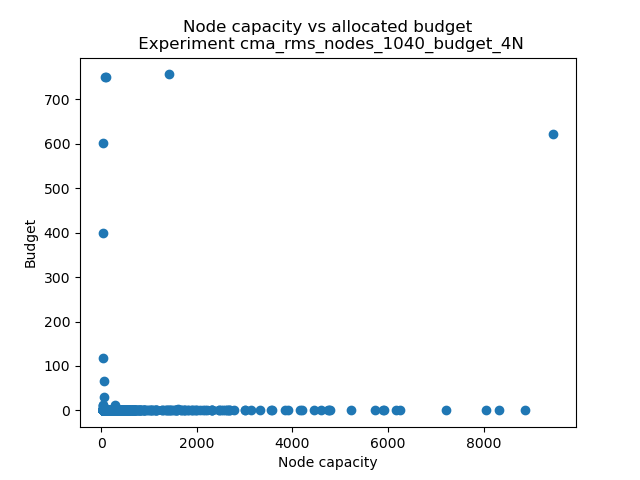 Node capacity vs allocated budget
Experiment cma_rms_nodes_1040_budget_4N
Budget
700
600
500
400
300
200
100
0
0 2000 4000 6000 8000
Node capacity